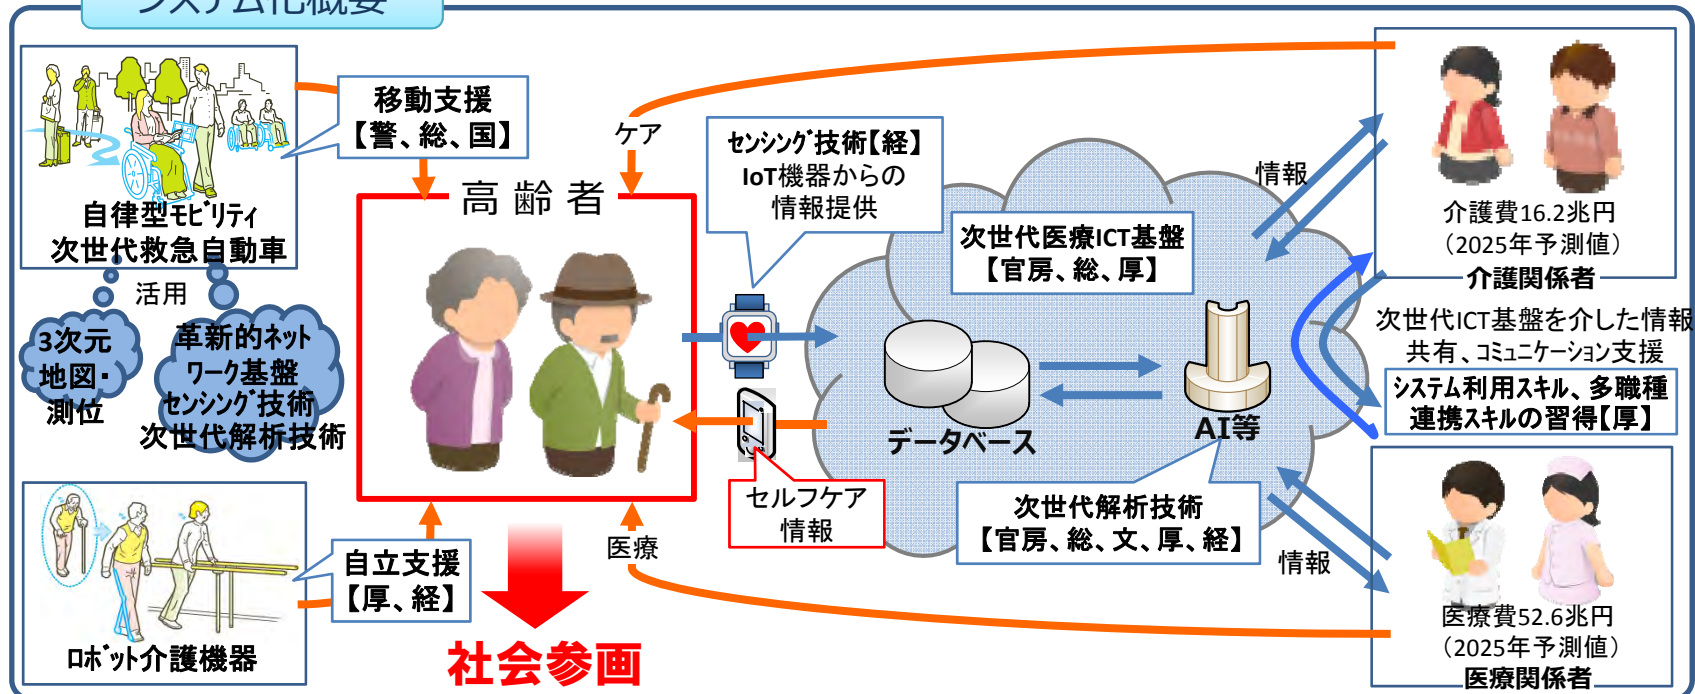 システム化概要
移動支援
【警、総、国】
自律型モビリティ
次世代救急自動車
活用
3次元
地図・
測位
革新的ネット
ワーク基盤
センシング技術
次世代解析技術
自立支援
【厚、経】
ロボット介護機器
ケア
高齢者
医療
社会参画
センシング技術【経】
IoT機器からの
情報提供
セルフケア
情報
次世代医療ICT基盤
【官房、総、厚】
データベース
AI等
次世代解析技術
【官房、総、文、厚、経】
情報
介護費16.2兆円
（2025年予測値）
介護関係者
次世代ICT基盤を介した情報
共有、コミュニケーション支援
システム利用スキル、多職種
連携スキルの習得【厚】
情報
医療費52.6兆円
（2025年予測値）
医療関係者